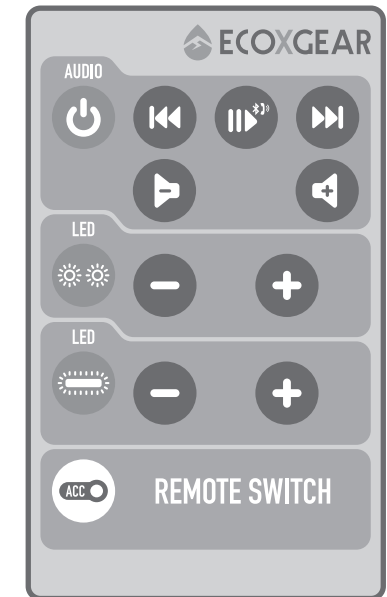 ECOXGEAR
AUDIO
LED
LED
ACC
REMOTE SWITCH